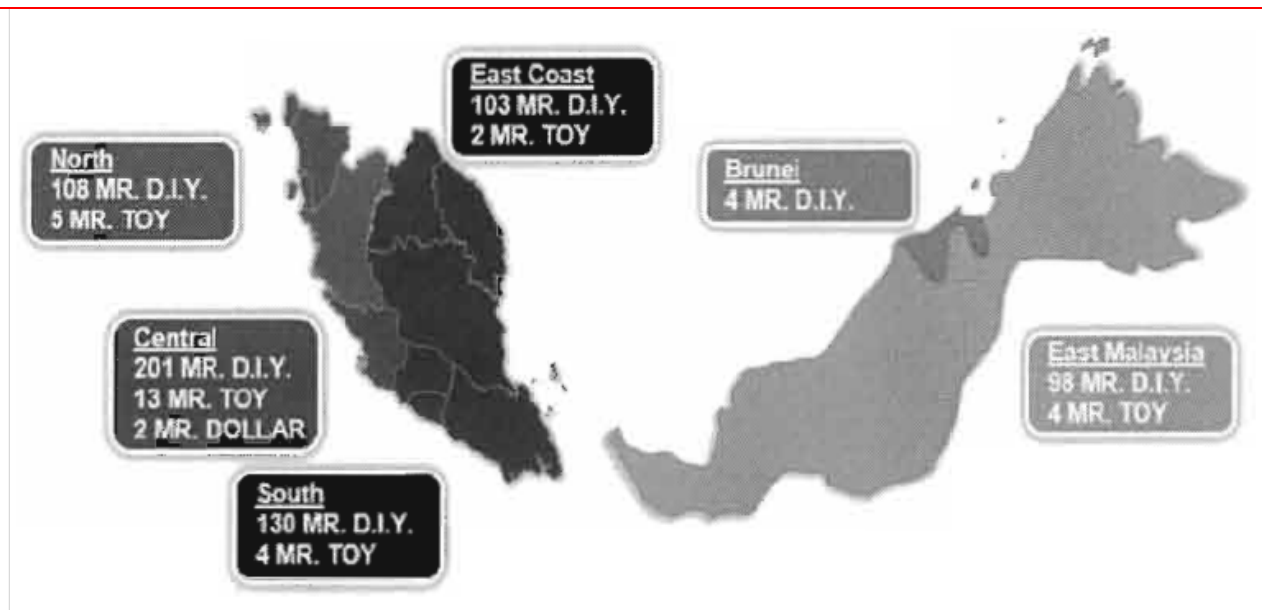 East Coast
103 MR. D.I.Y.
2 MR. TOY
North
108 MR. D.I.Y.
5 MR. TOY
Brunei
4 MR. D.I.Y.
Central
201 MR. D.I.Y.
13 MR. TOY
2 MR. DOLLAR
East Malaysia
98 MR. D.I.Y.
4 MR. TOY
South
130 MR. D.I.Y.
4 MR. TOY